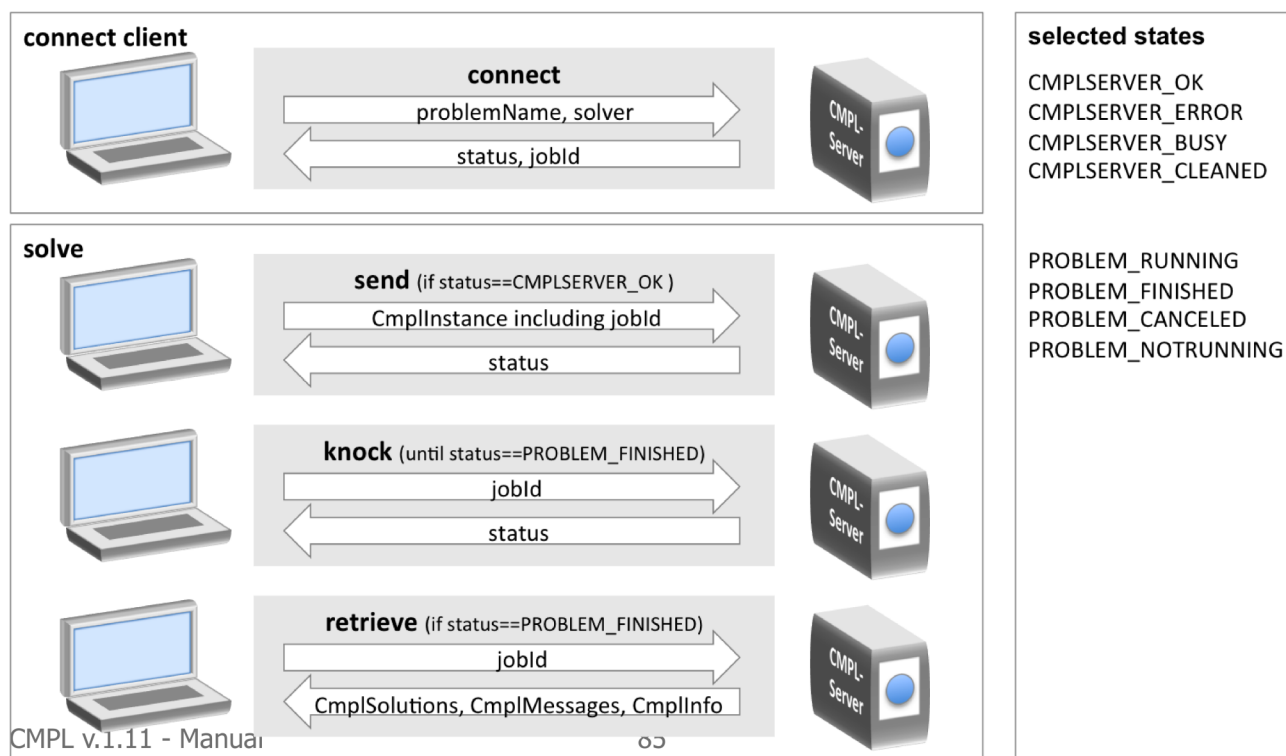 connect client
connect
problemName, solver
status, jobId
CMPL-
Server
solve
send (if status==CMPLSERVER_OK )
CmplInstance including jobId
status
CMPL-
Server
knock (until status==PROBLEM_FINISHED)
jobId
status
CMPL-
Server
retrieve (if status==PROBLEM_FINISHED)
jobId
CmplSolutions, CmplMessages, CmplInfo
CMPL-
Server
selected states
CMPLSERVER_OK
CMPLSERVER_ERROR
CMPLSERVER_BUSY
CMPLSERVER_CLEANED
PROBLEM_RUNNING
PROBLEM_FINISHED
PROBLEM_CANCELED
PROBLEM_NOTRUNNING
CMPL v.1.11 - Manual 85